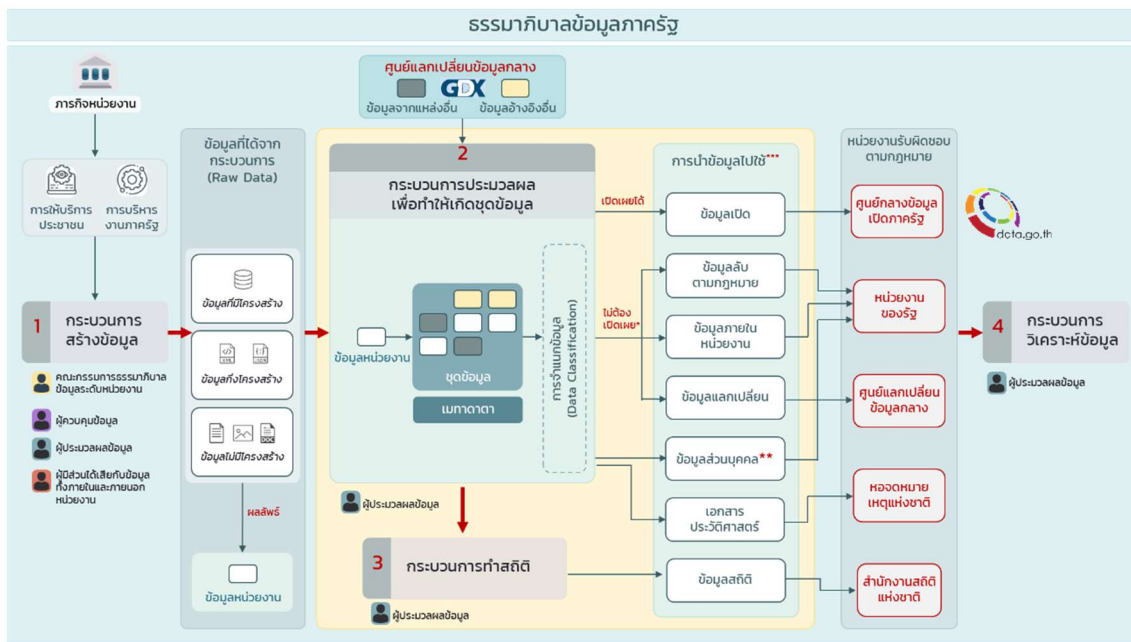 ธรรมาภิบาลข้อมูลภาครัฐ
ภารกิจหน่วยงาน
การให้บริการ
ประชาชน
การบริหาร
งานภาครัฐ
1
กระบวนการ
สร้างข้อมูล
คณะกรรมการธรรมาภิบาล
ข้อมูลระดับหน่วยงาน
ผู้ควบคุมข้อมูล
ผู้ประมวลผลข้อมูล
ผู้มีส่วนได้เสียกับข้อมูล
ทั้งภายในและภายนอก
หน่วยงาน
ข้อมูลที่ได้จาก
กระบวนการ
(Raw Data)
ข้อมูลที่มีโครงสร้าง
ข้อมูลกึ่งโครงสร้าง
DOC
ข้อมูลไม่มีโครงสร้าง
ผลลัพธ์
ข้อมูลหน่วยงาน
ศูนย์แลกเปลี่ยนข้อมูลกลาง
GDX
ข้อมูลจากแหล่งอื่น
ข้อมูลอ้างอิงอื่น
2
กระบวนการประมวลผล
เพื่อทำให้เกิดชุดข้อมูล
ข้อมูลหน่วยงาน
ชุดข้อมูล
เมทาดาตา
การจำแนกข้อมูล
(Data Classification)
ผู้ประมวลผลข้อมูล
3
กระบวนการทำสถิติ
ผู้ประมวลผลข้อมูล
เปิดเผยได้
ไม่ต้อง
เปิดเผย*
การนำข้อมูลไปใช้***
ข้อมูลเปิด
ข้อมูลลับ
ตามกฎหมาย
ข้อมูลภายใน
หน่วยงาน
ข้อมูลแลกเปลี่ยน
ข้อมูลส่วนบุคคล**
เอกสาร
ประวัติศาสตร์
ข้อมูลสถิติ
หน่วยงานรับผิดชอบ
ตามกฎหมาย
ศูนย์กลางข้อมูล
เปิดภาครัฐ
หน่วยงาน
ของรัฐ
ศูนย์แลกเปลี่ยน
ข้อมูลกลาง
หอจดหมาย
เหตุแห่งชาติ
สำนักงานสถิติ
แห่งชาติ
data.go.th
4
กระบวนการ
วิเคราะห์ข้อมูล
ผู้ประมวลผลข้อมูล